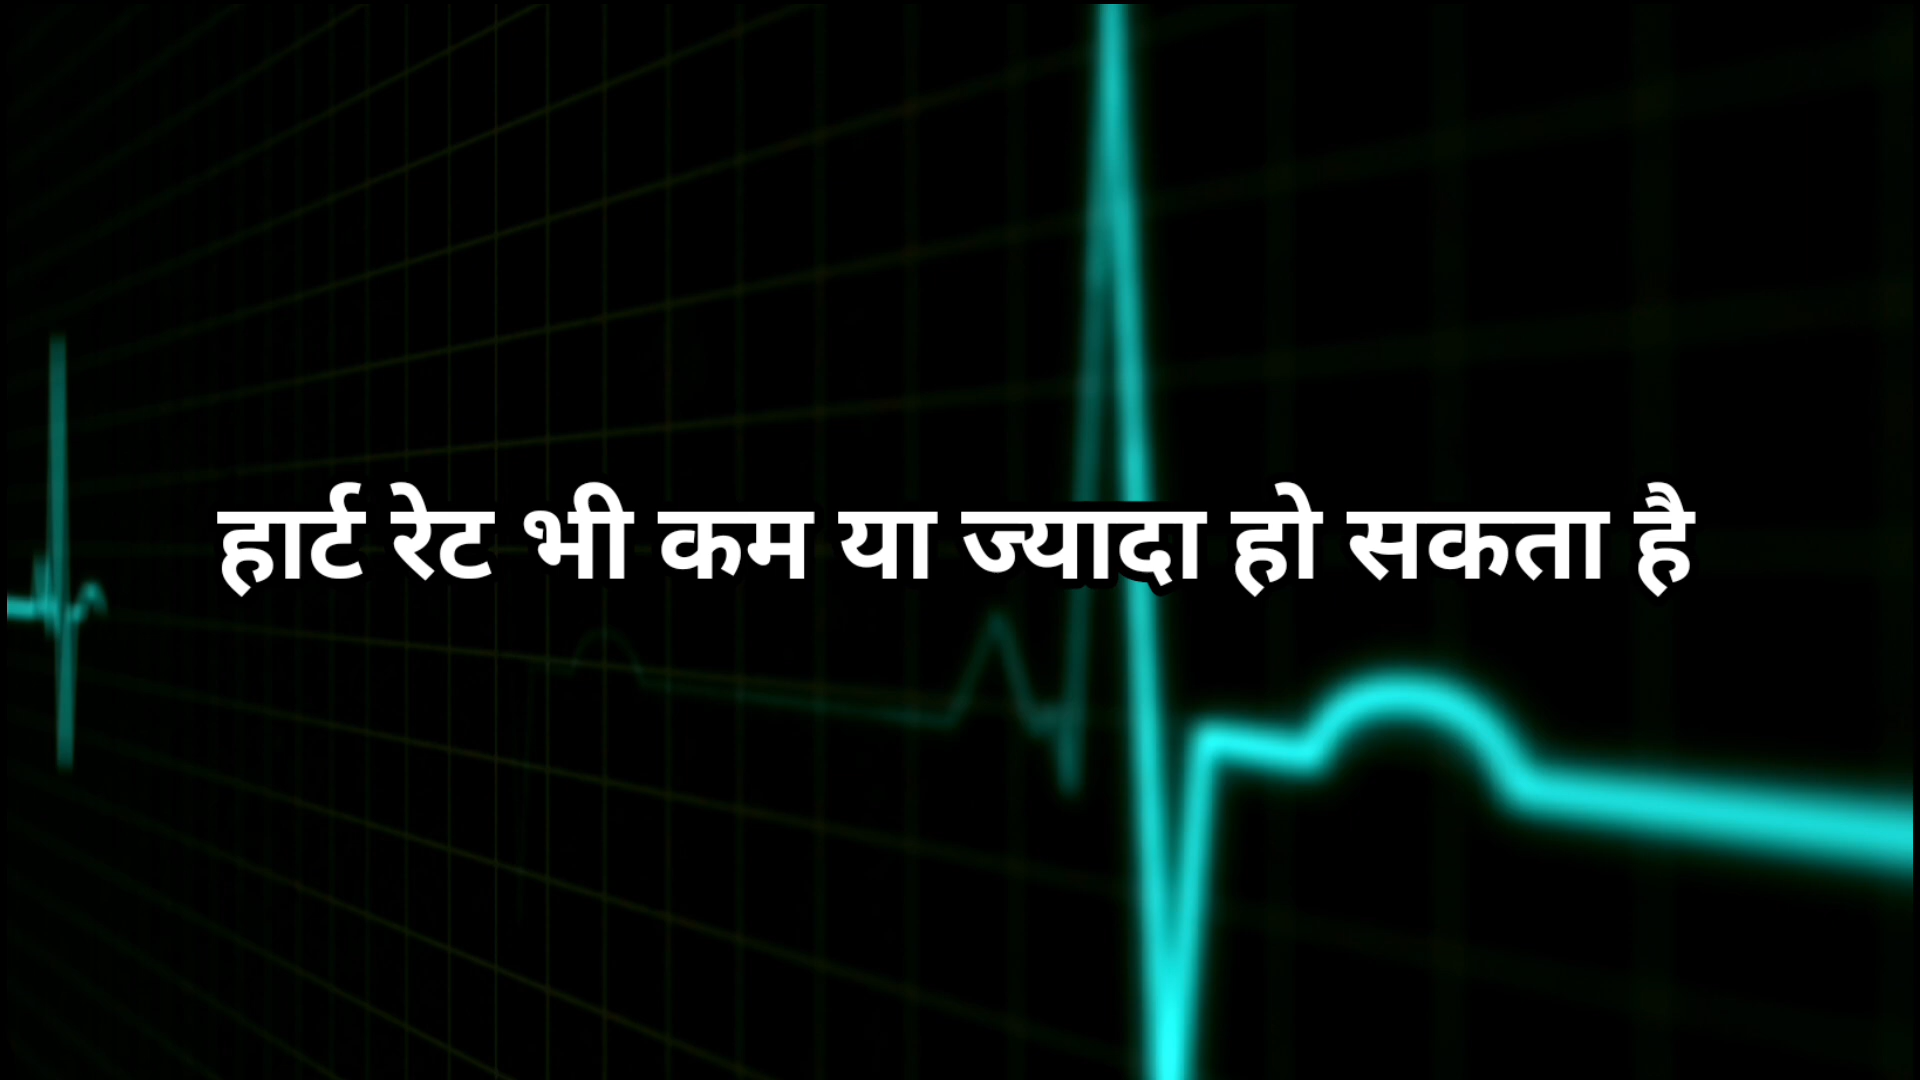 हार्ट रेट भी कम या ज्यादा हो सकता है